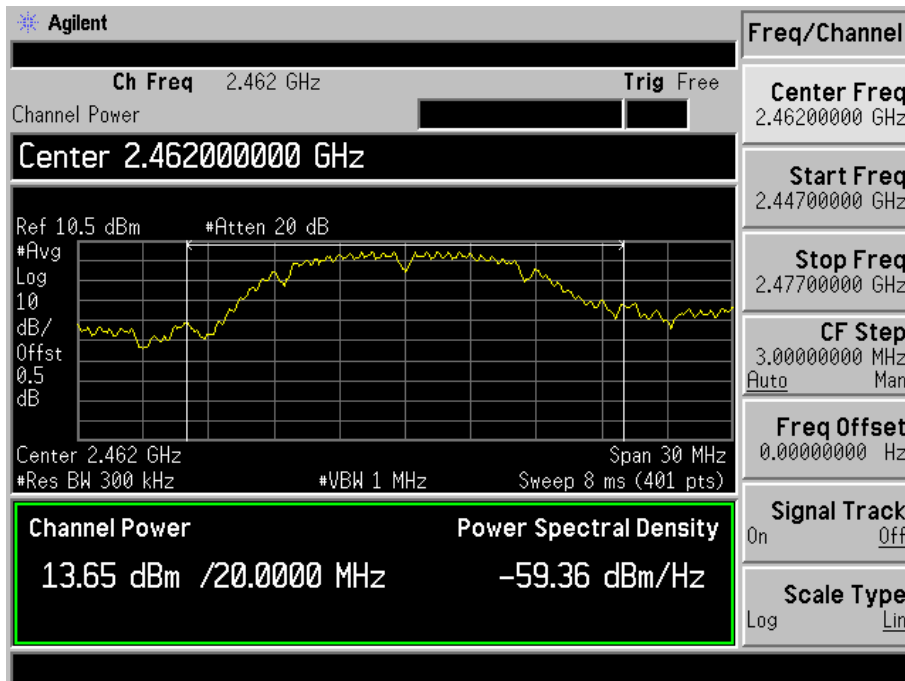 Agilent
Freq/Channel
Ch Freq 2.462 GHz Trig Free
Channel Power
Center 2.462000000 GHz
Ref 10.5 dBm #Atten 20 dB
#Avg
Log
10
dB/
Offst
0.5
dB
Center 2.462 GHz Span 30 MHz
#Res BW 300 kHz #VBW 1 MHz Sweep 8 ms (401 pts)
Channel Power Power Spectral Density
13.65 dBm /20.0000 MHz -59.36 dBm/Hz
Center Freq
2.46200000 GHz
Start Freq
2.44700000 GHz
Stop Freq
2.47700000 GHz
CF Step
3.00000000 MHz
Auto Man
Freq Offset
0.00000000 Hz
Signal Track
On Off
Scale Type
Log Lin